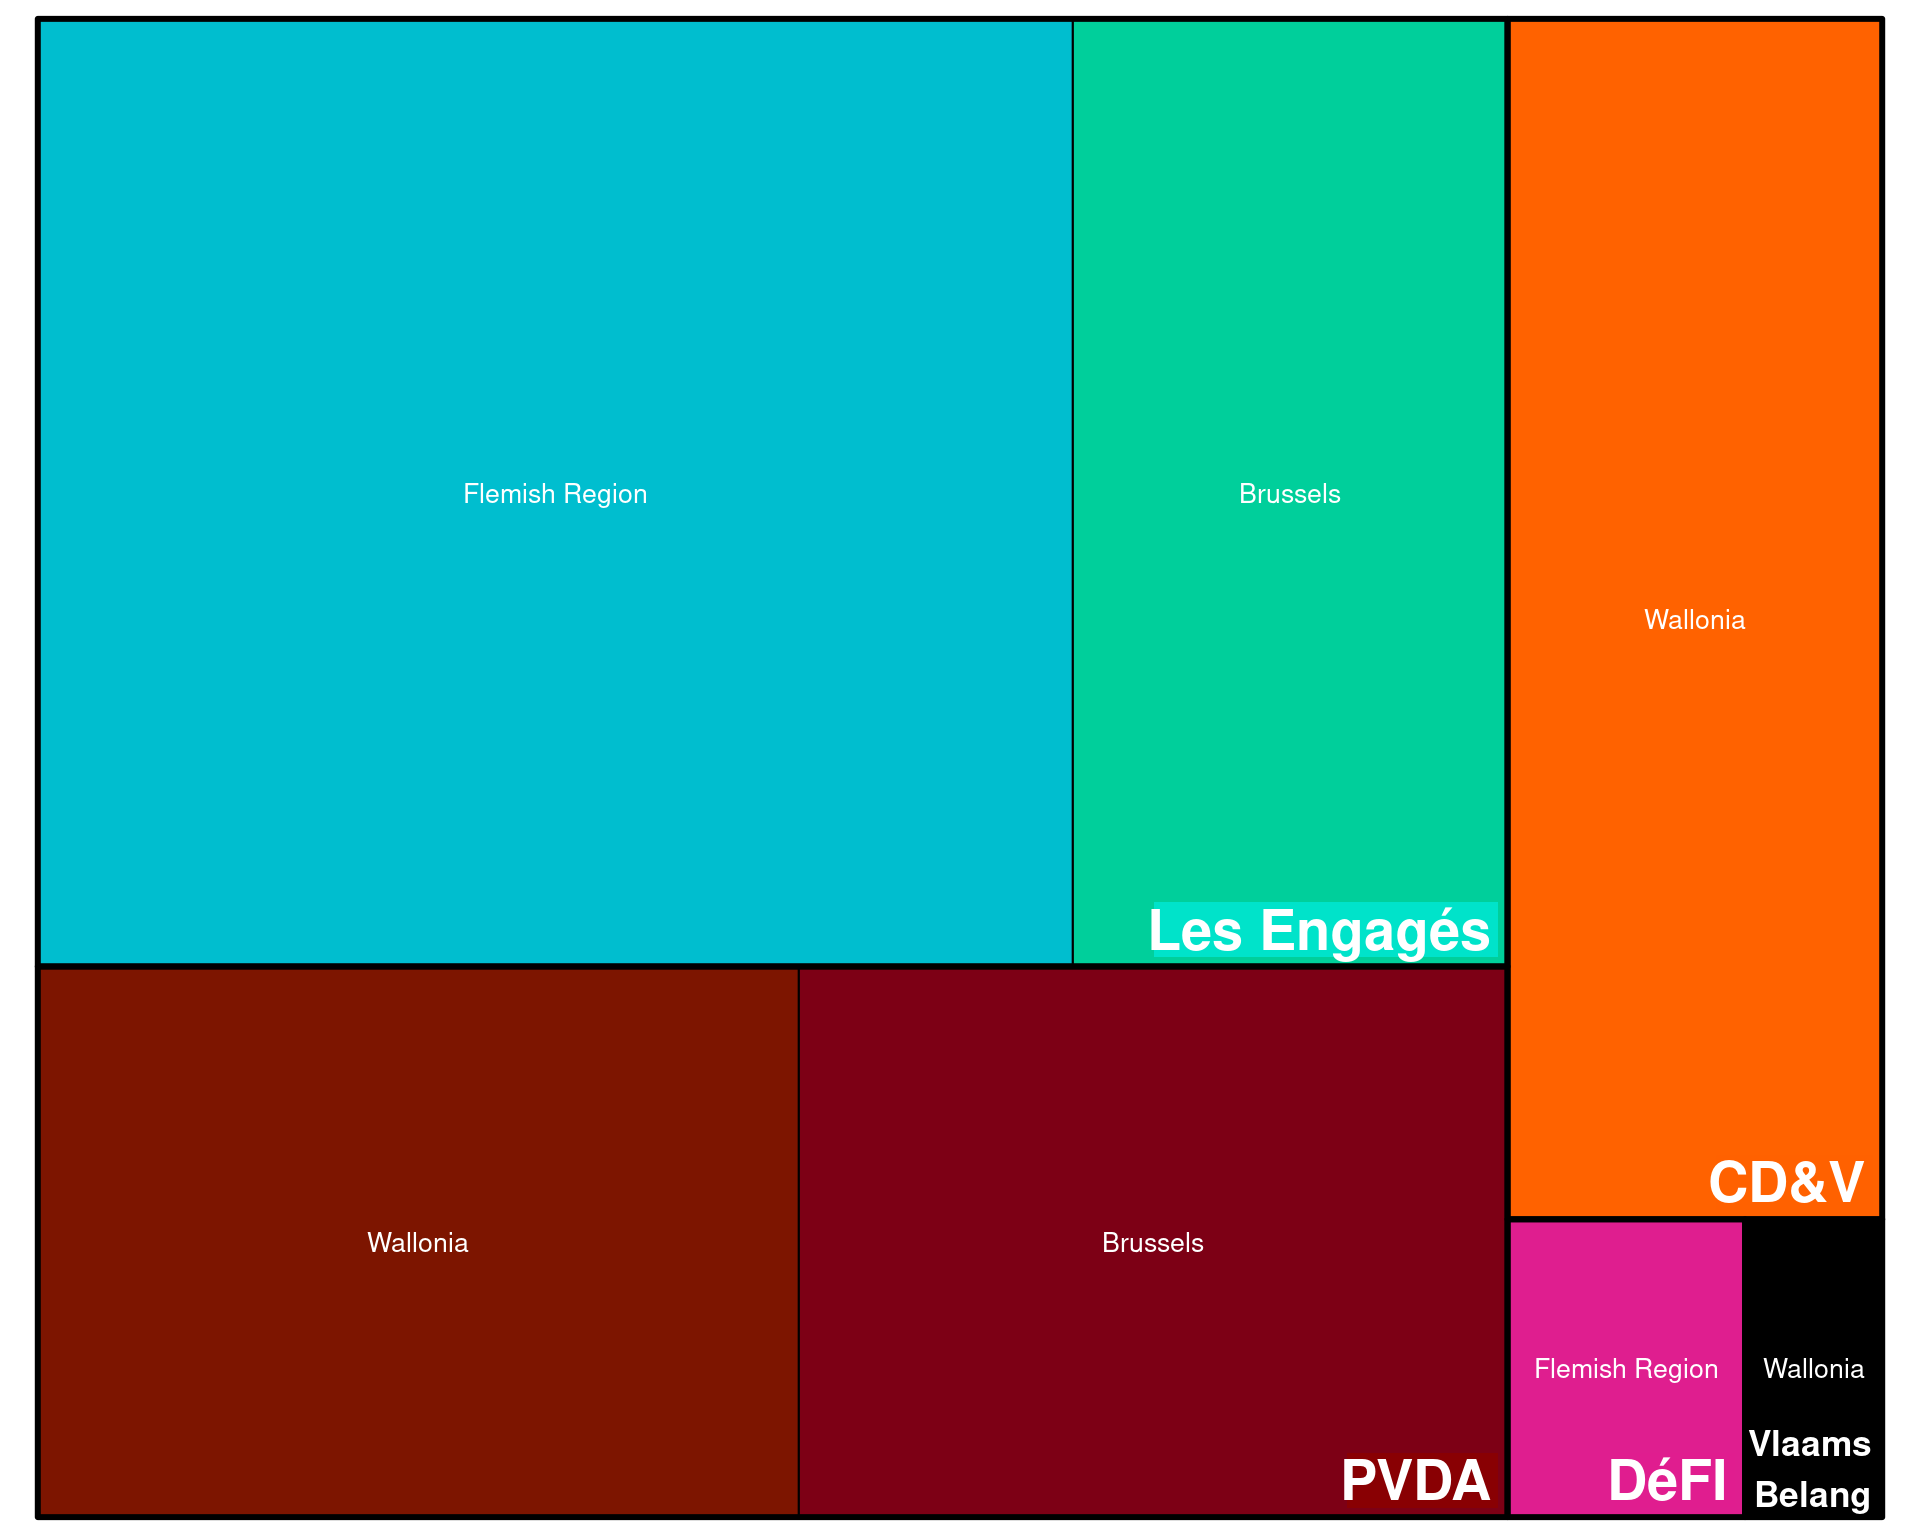 Flemish Region
Brussels
Les Engagés
Wallonia
CD&V
Wallonia
Brussels
PVDA
Flemish Region
DéFI
Wallonia
Vlaams
Belang